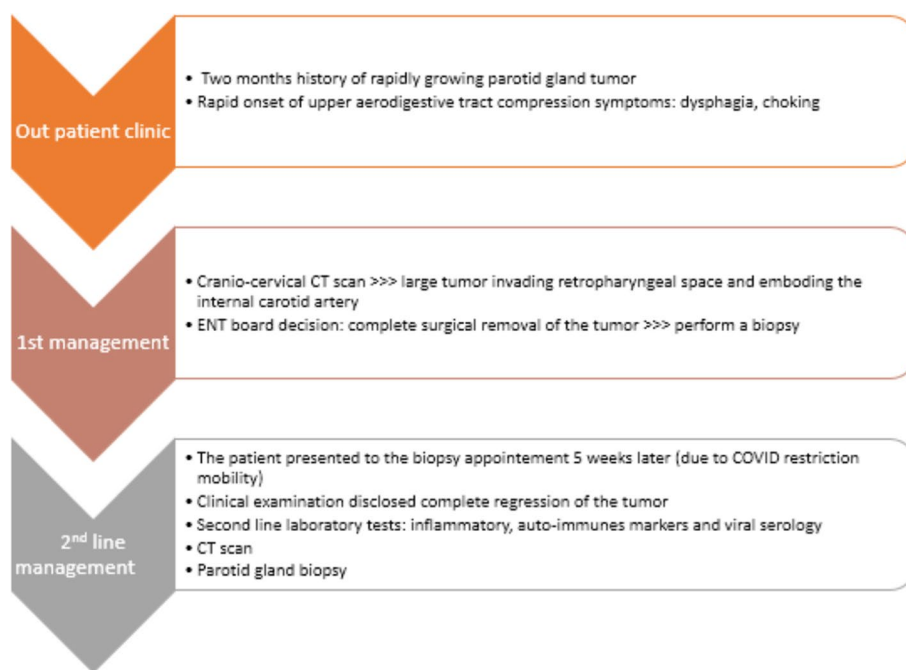 Out patient clinic
• Two months history of rapidly growing parotid gland tumor
• Rapid onset of upper aerodigestive tract compression symptoms: dysphagia, choking
1st management
• Cranio-cervical CT scan >>> large tumor invading retropharyngeal space and emboding the
internal carotid artery
• ENT board decision: complete surgical removal of the tumor >>> perform a biopsy
2nd line
management
• The patient presented to the biopsy appointement 5 weeks later (due to COVID restriction
mobility)
• Clinical examination disclosed complete regression of the tumor
• Second line laboratory tests: inflammatory, auto-immunes markers and viral serology
• CT scan
• Parotid gland biopsy